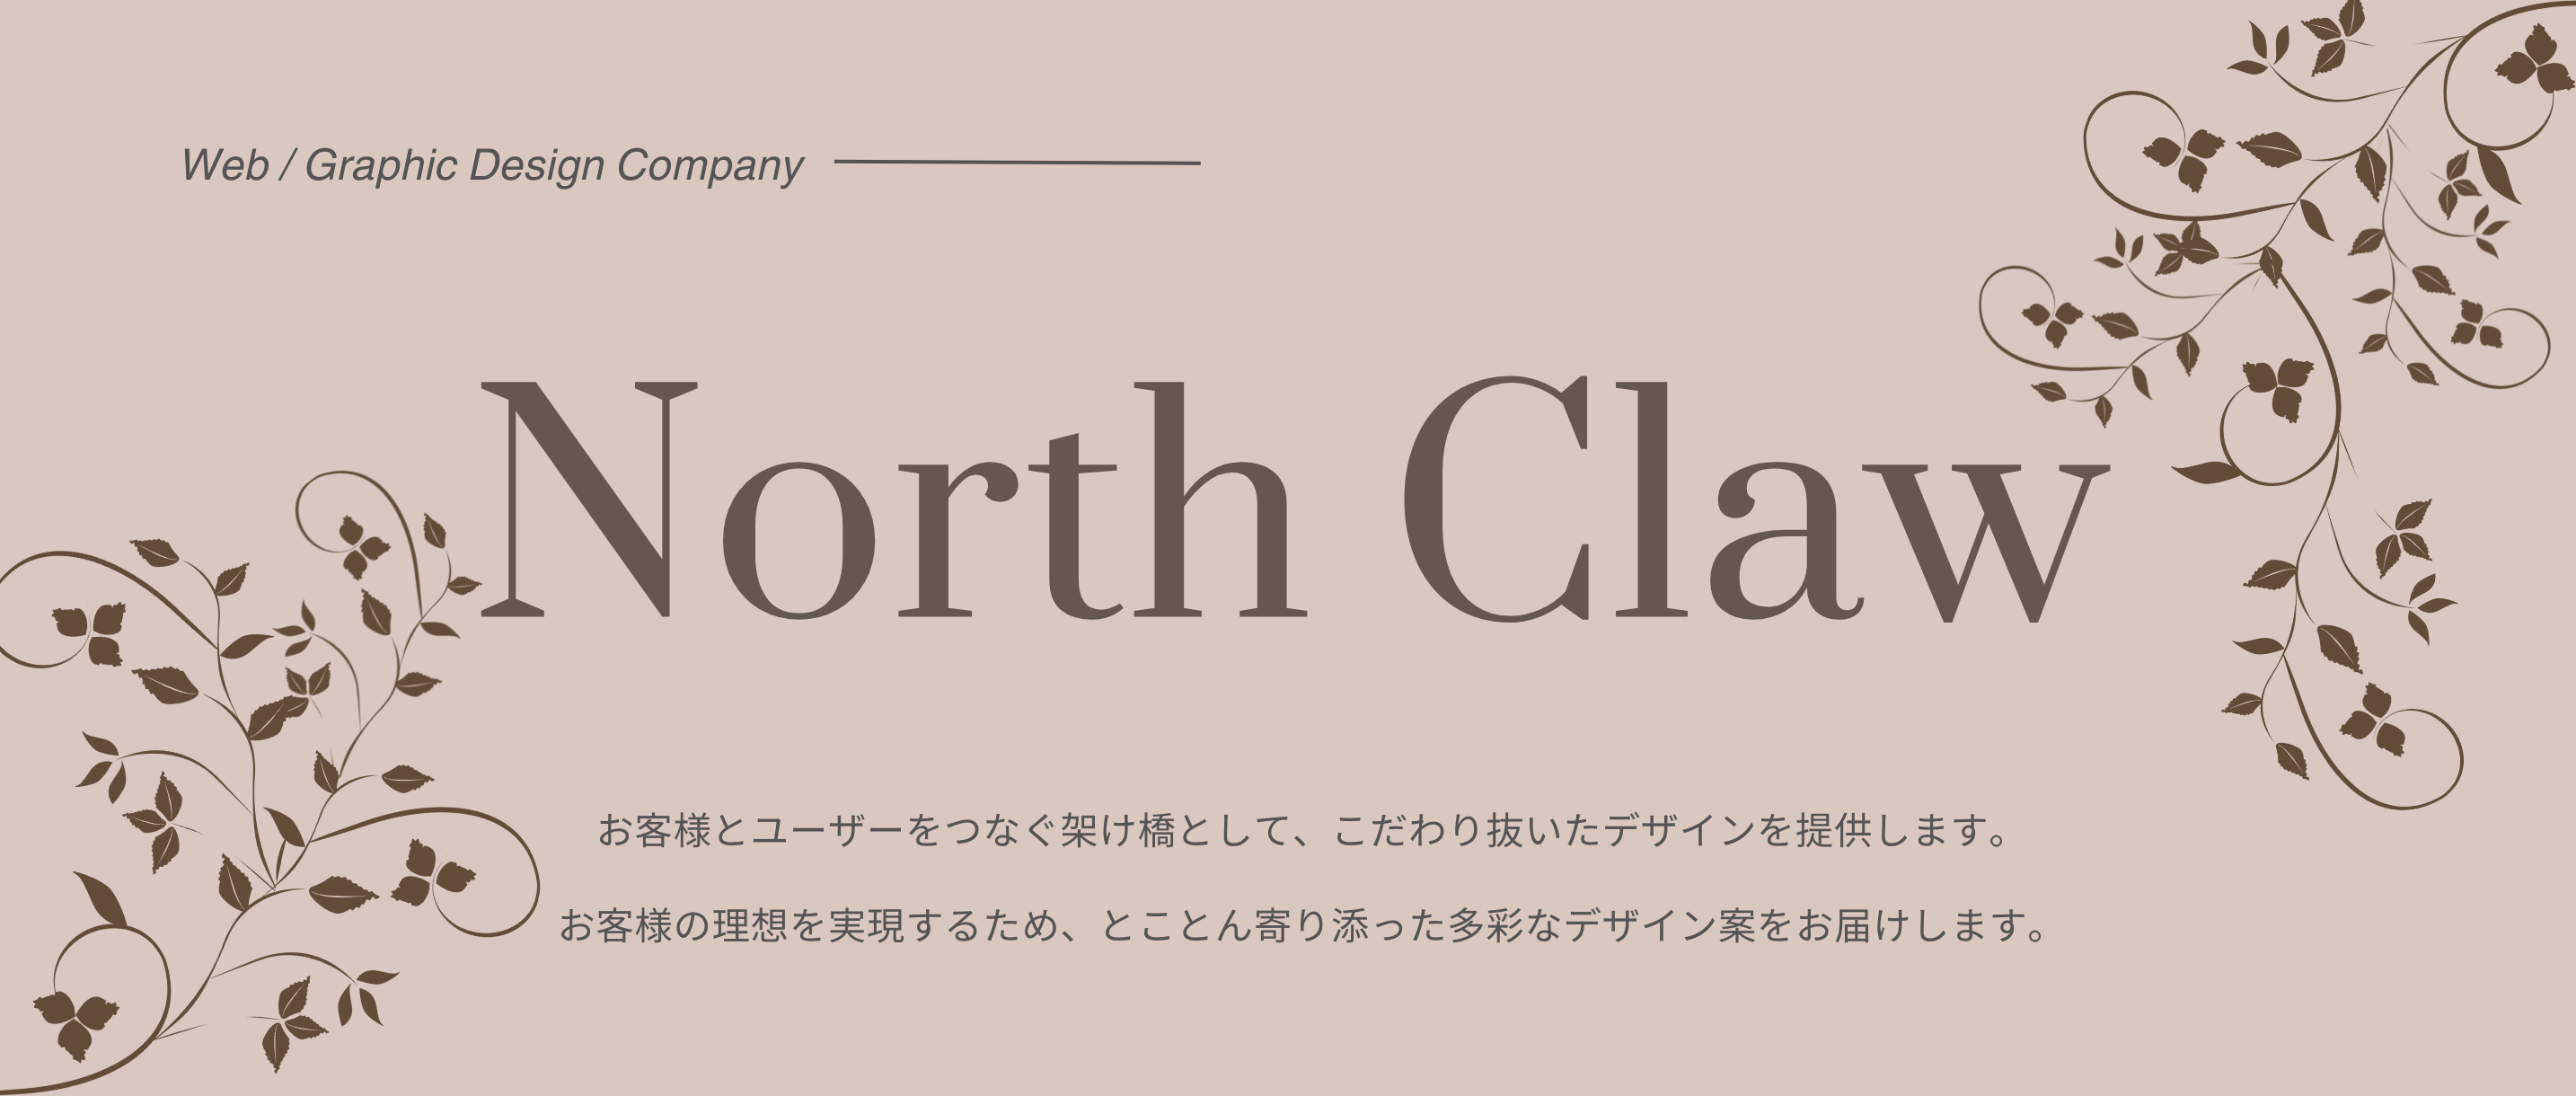 Web / Graphic Design Company
North Claw
お客様とユーザーをつなぐ架け橋として、こだわり抜いたデザインを提供します。
お客様の理想を実現するため、とことん寄り添った多彩なデザイン案をお届けします。